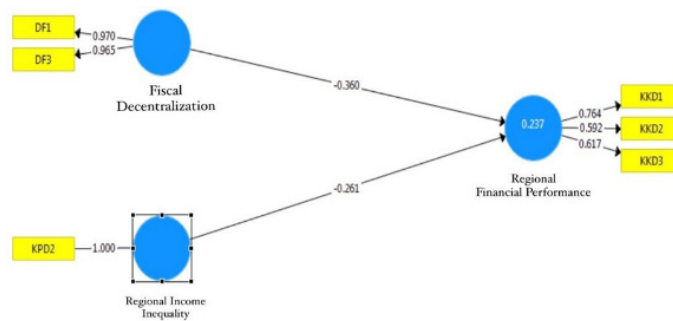 DF1
0.970
0.965
DF3
Fiscal
Decentralization
-0.360
0.237
KKD1
0.764
0.592
KKD2
0.617
KKD3
Regional
Financial Performance
-0.261
KPD2
1.000
Regional Income
Inequality